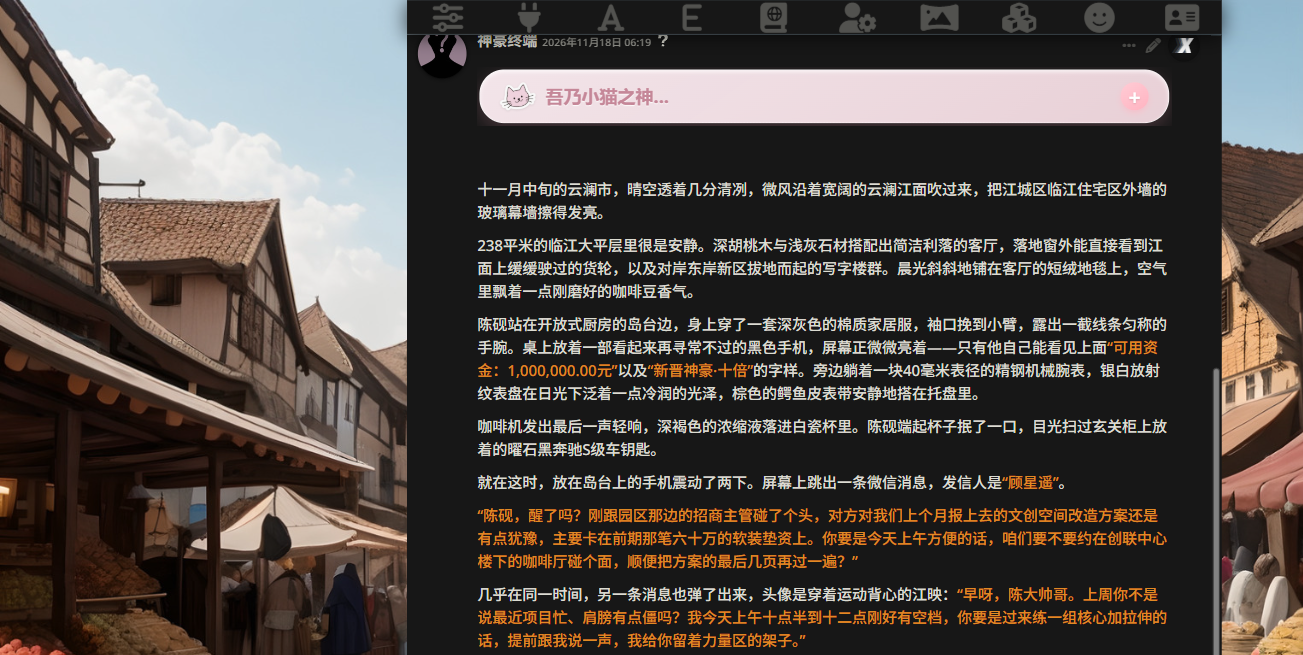 神豪终端 2026年11月18日 06:19 ?
吾乃小猫之神...
十一月中旬的云澜市，晴空透着几分清冽，微风沿着宽阔的云澜江面吹过来，把江城区临江住宅区外墙的
玻璃幕墙擦得发亮。
238平米的临江大平层里很是安静。深胡桃木与浅灰石材搭配出简洁利落的客厅，落地窗外能直接看到江
面上缓缓驶过的货轮，以及对岸东岸新区拔地而起的写字楼群。晨光斜斜地铺在客厅的短绒地毯上，空气
里飘着一点刚磨好的咖啡豆香气。
陈砚站在开放式厨房的岛台边，身上穿了一套深灰色的棉质家居服，袖口挽到小臂，露出一截线条匀称的
手腕。桌上放着一部看起来再寻常不过的黑色手机，屏幕正微微亮着——只有他自己能看见上面“可用资
金：1,000,000.00元”以及“新晋神豪·十倍”的字样。旁边躺着一块40毫米表径的精钢机械腕表，银白放射
纹表盘在日光下泛着一点冷润的光泽，棕色的鳄鱼皮表带安静地搭在托盘里。
咖啡机发出最后一声轻响，深褐色的浓缩液落进白瓷杯里。陈砚端起杯子抿了一口，目光扫过玄关柜上放
着的曜石黑奔驰S级车钥匙。
就在这时，放在岛台上的手机震动了两下。屏幕上跳出一条微信消息，发信人是“顾星遥”。
“陈砚，醒了吗？刚跟园区那边的招商主管碰了个头，对方对我们上个月报上去的文创空间改造方案还是
有点犹豫，主要卡在前期那笔六十万的软装垫资上。你要是今天上午方便的话，咱们要不要约在创联中心
楼下的咖啡厅碰个面，顺便把方案的最后几页再过一遍？”
几乎在同一时间，另一条消息也弹了出来，头像是穿着运动背心的江映：“早呀，陈大帅哥。上周你不是
说最近项目忙、肩膀有点僵吗？我今天上午十点半到十二点刚好有空档，你要是过来练一组核心加拉伸的
话，提前跟我说一声，我给你留着力量区的架子。”